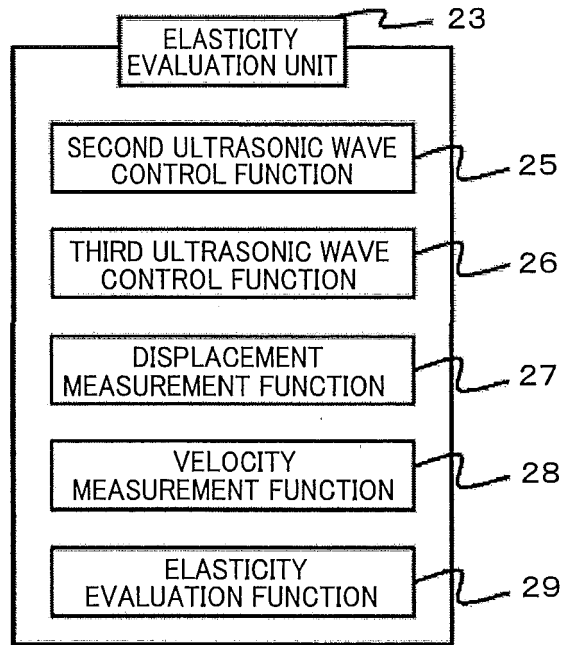 23
ELASTICITY
EVALUATION UNIT
SECOND ULTRASONIC WAVE
CONTROL FUNCTION
25
THIRD ULTRASONIC WAVE
CONTROL FUNCTION
26
DISPLACEMENT
MEASUREMENT FUNCTION
27
VELOCITY
MEASUREMENT FUNCTION
28
ELASTICITY
EVALUATION FUNCTION
29